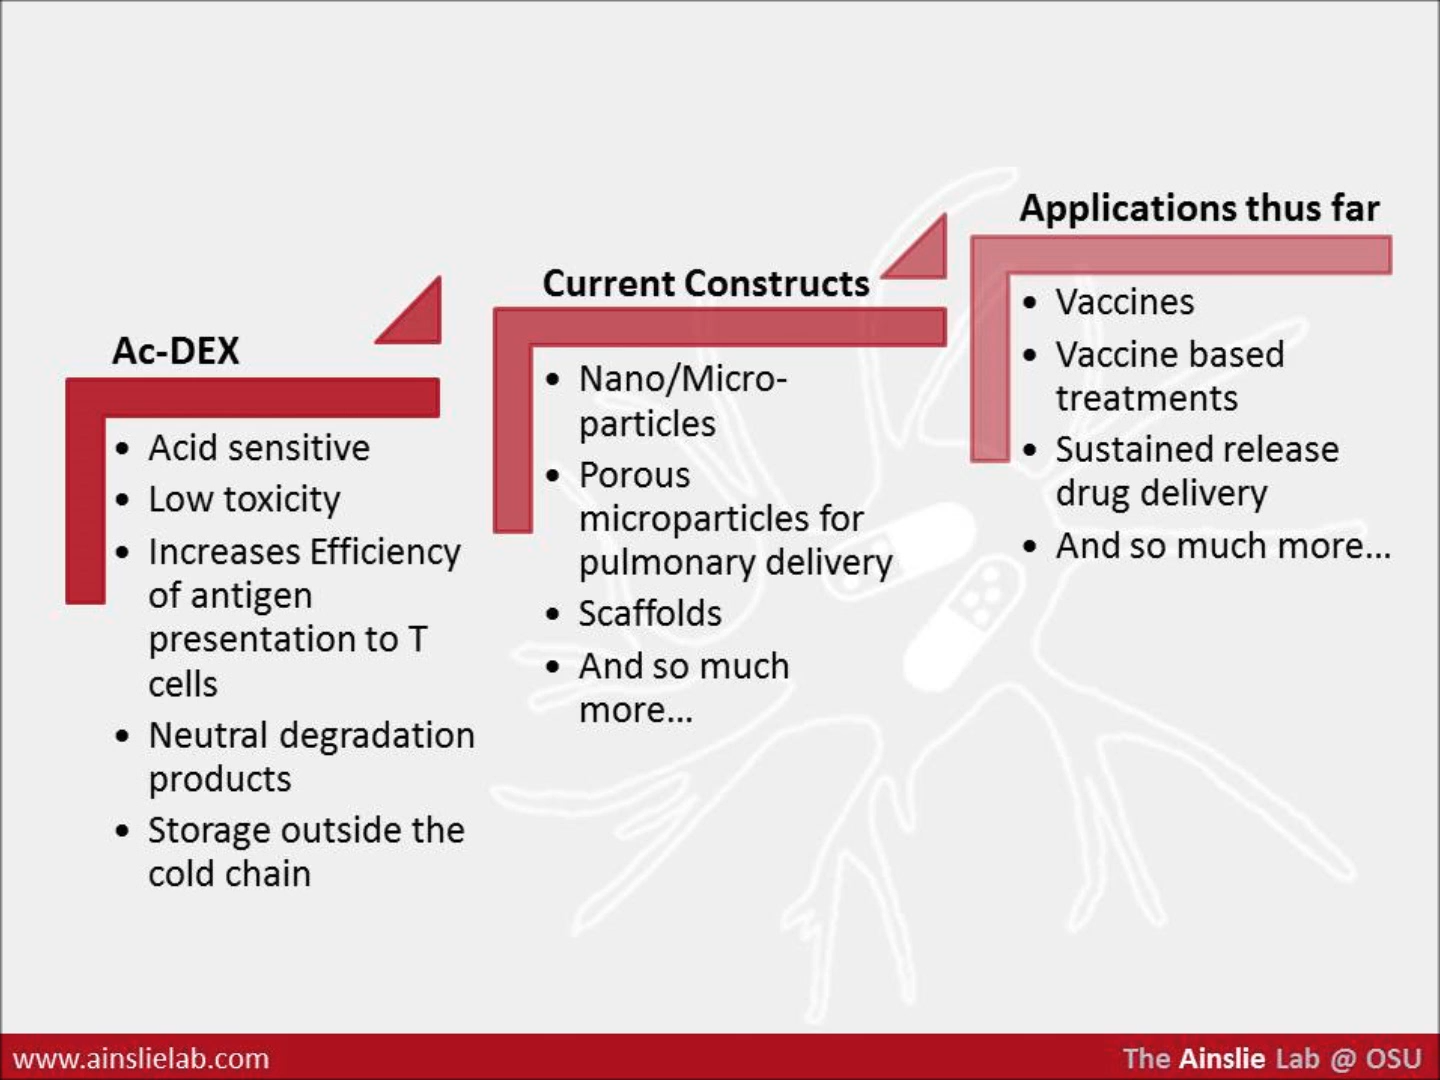 Ac-DEX
• Acid sensitive
• Low toxicity
• Increases Efficiency
of antigen
presentation to T
cells
• Neutral degradation
products
• Storage outside the
cold chain
Current Constructs
• Nano/Micro-
particles
• Porous
microparticles for
pulmonary delivery
• Scaffolds
• And so much
more...
Applications thus far
• Vaccines
• Vaccine based
treatments
• Sustained release
drug delivery
• And so much more...
www.ainslielab.com
The Ainslie Lab @ OSU